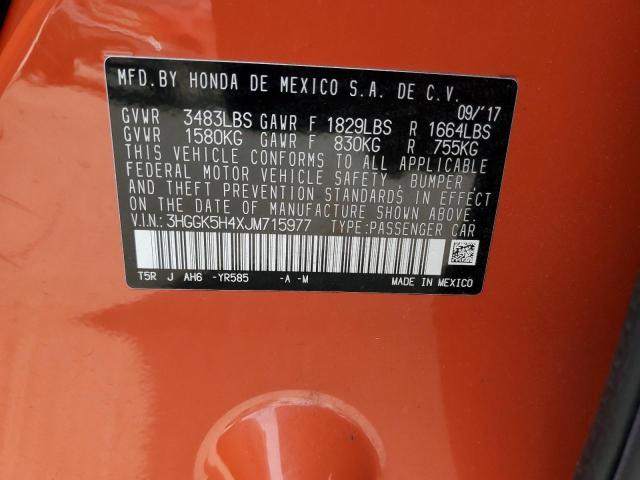 MFD.BY HONDA DE MEXICO S.A. DE C.V.
09/'17
GVWR 3483LBS GAWR F 1829LBS R 1664LBS
GVWR 1580KG GAWR F 830KG R 755KG
THIS VEHICLE CONFORMS TO ALL APPLICABLE
FEDERAL MOTOR VEHICLE SAFETY, BUMPER
AND THEFT PREVENTION STANDARDS IN EFFECT
ON THE DATE OF MANUFACTURE SHOWN ABOVE.
V.I.N.: 3HGGK5H4XJM715977 TYPE:PASSENGER CAR
T5R J AH6 -YR585 -A -M MADE IN MEXICO